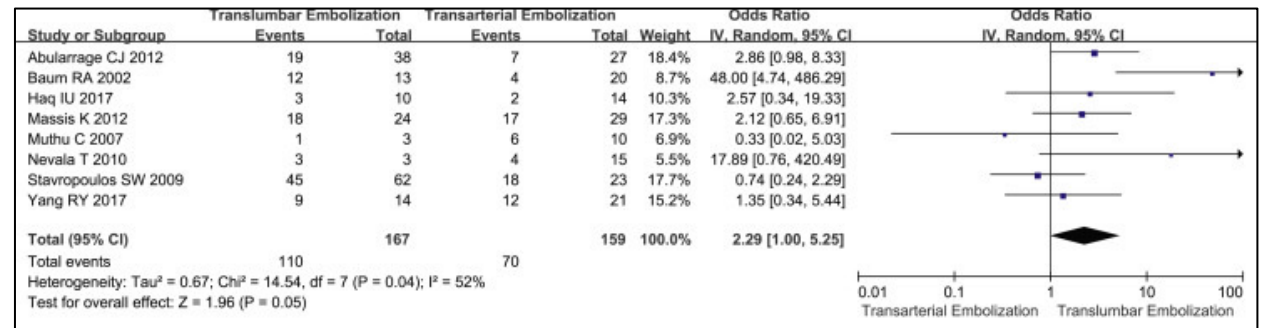 Translumbar Embolization Transarterial Embolization Odds Ratio Odds Ratio
Study or Subgroup Events Total Events Total Weight IV, Random, 95% CI IV, Random, 95% CI
Abularrage CJ 2012 19 38 7 27 18.4% 2.86 [0.98, 8.33]
Baum RA 2002 12 13 4 20 8.7% 48.00 [4.74, 486.29]
Haq IU 2017 3 10 2 14 10.3% 2.57 [0.34, 19.33]
Massis K 2012 18 24 17 29 17.3% 2.12 [0.65, 6.91]
Muthu C 2007 1 3 6 10 6.9% 0.33 [0.02, 5.03]
Nevala T 2010 3 3 4 15 5.5% 17.89 [0.76, 420.49]
Stavropoulos SW 2009 45 62 18 23 17.7% 0.74 [0.24, 2.29]
Yang RY 2017 9 14 12 21 15.2% 1.35 [0.34, 5.44]
Total (95% CI) 167 159 100.0% 2.29 [1.00, 5.25]
Total events 110 70
Heterogeneity: Tau² = 0.67; Chi² = 14.54, df = 7 (P = 0.04); I² = 52%
Test for overall effect: Z = 1.96 (P = 0.05)
0.01 0.1 1 10 100
Transarterial Embolization Translumbar Embolization